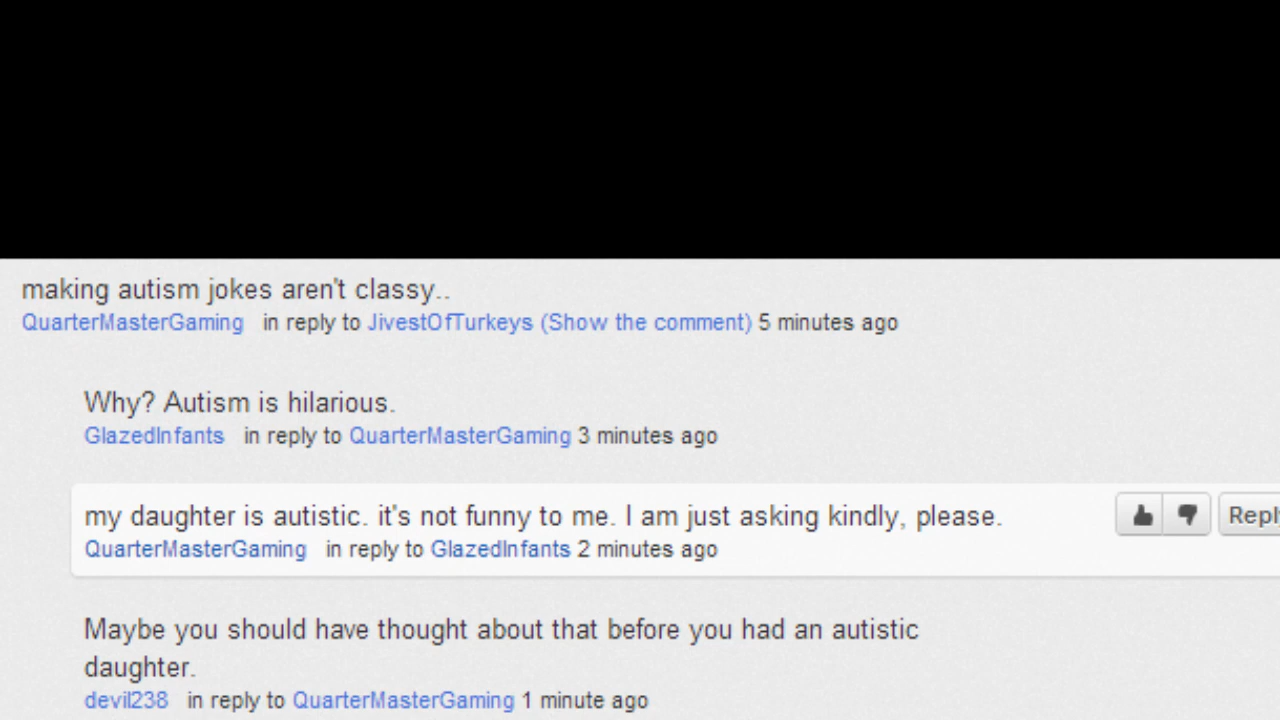 making autism jokes aren't classy..
QuarterMasterGaming in reply to JivestOfTurkeys (Show the comment) 5 minutes ago
Why? Autism is hilarious.
GlazedInfants in reply to QuarterMasterGaming 3 minutes ago
my daughter is autistic. it's not funny to me. I am just asking kindly, please.
Repl
QuarterMasterGaming in reply to GlazedInfants 2 minutes ago
Maybe you should have thought about that before you had an autistic
daughter.
devil238 in reply to QuarterMasterGaming 1 minute ago